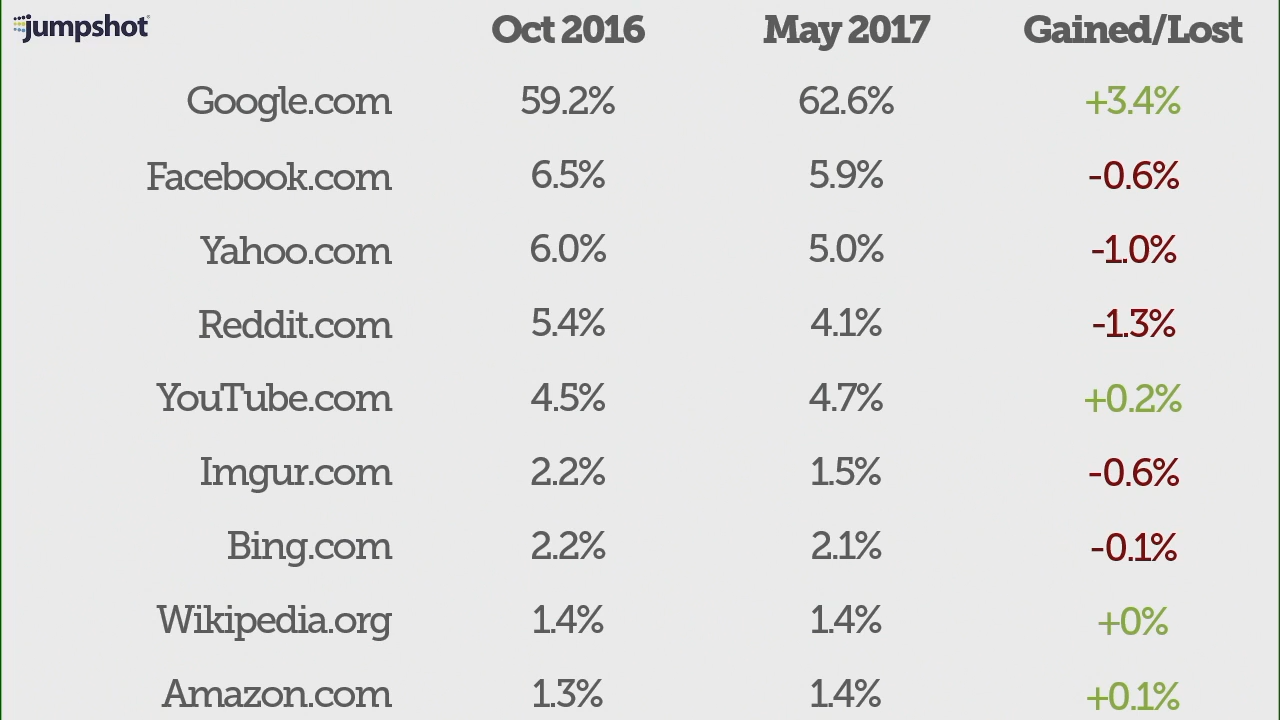 jumpshot Oct 2016 May 2017 Gained/Lost
Google.com 59.2% 62.6% +3.4%
Facebook.com 6.5% 5.9% -0.6%
Yahoo.com 6.0% 5.0% -1.0%
Reddit.com 5.4% 4.1% -1.3%
YouTube.com 4.5% 4.7% +0.2%
Imgur.com 2.2% 1.5% -0.6%
Bing.com 2.2% 2.1% -0.1%
Wikipedia.org 1.4% 1.4% +0%
Amazon.com 1.3% 1.4% +0.1%